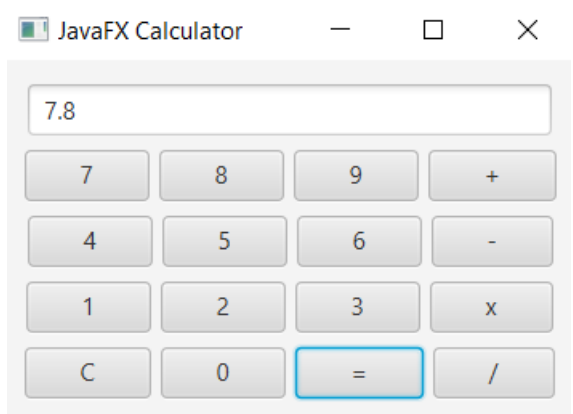 JavaFX Calculator
7.8
7 8 9 +
4 5 6 -
1 2 3 x
C 0 = /